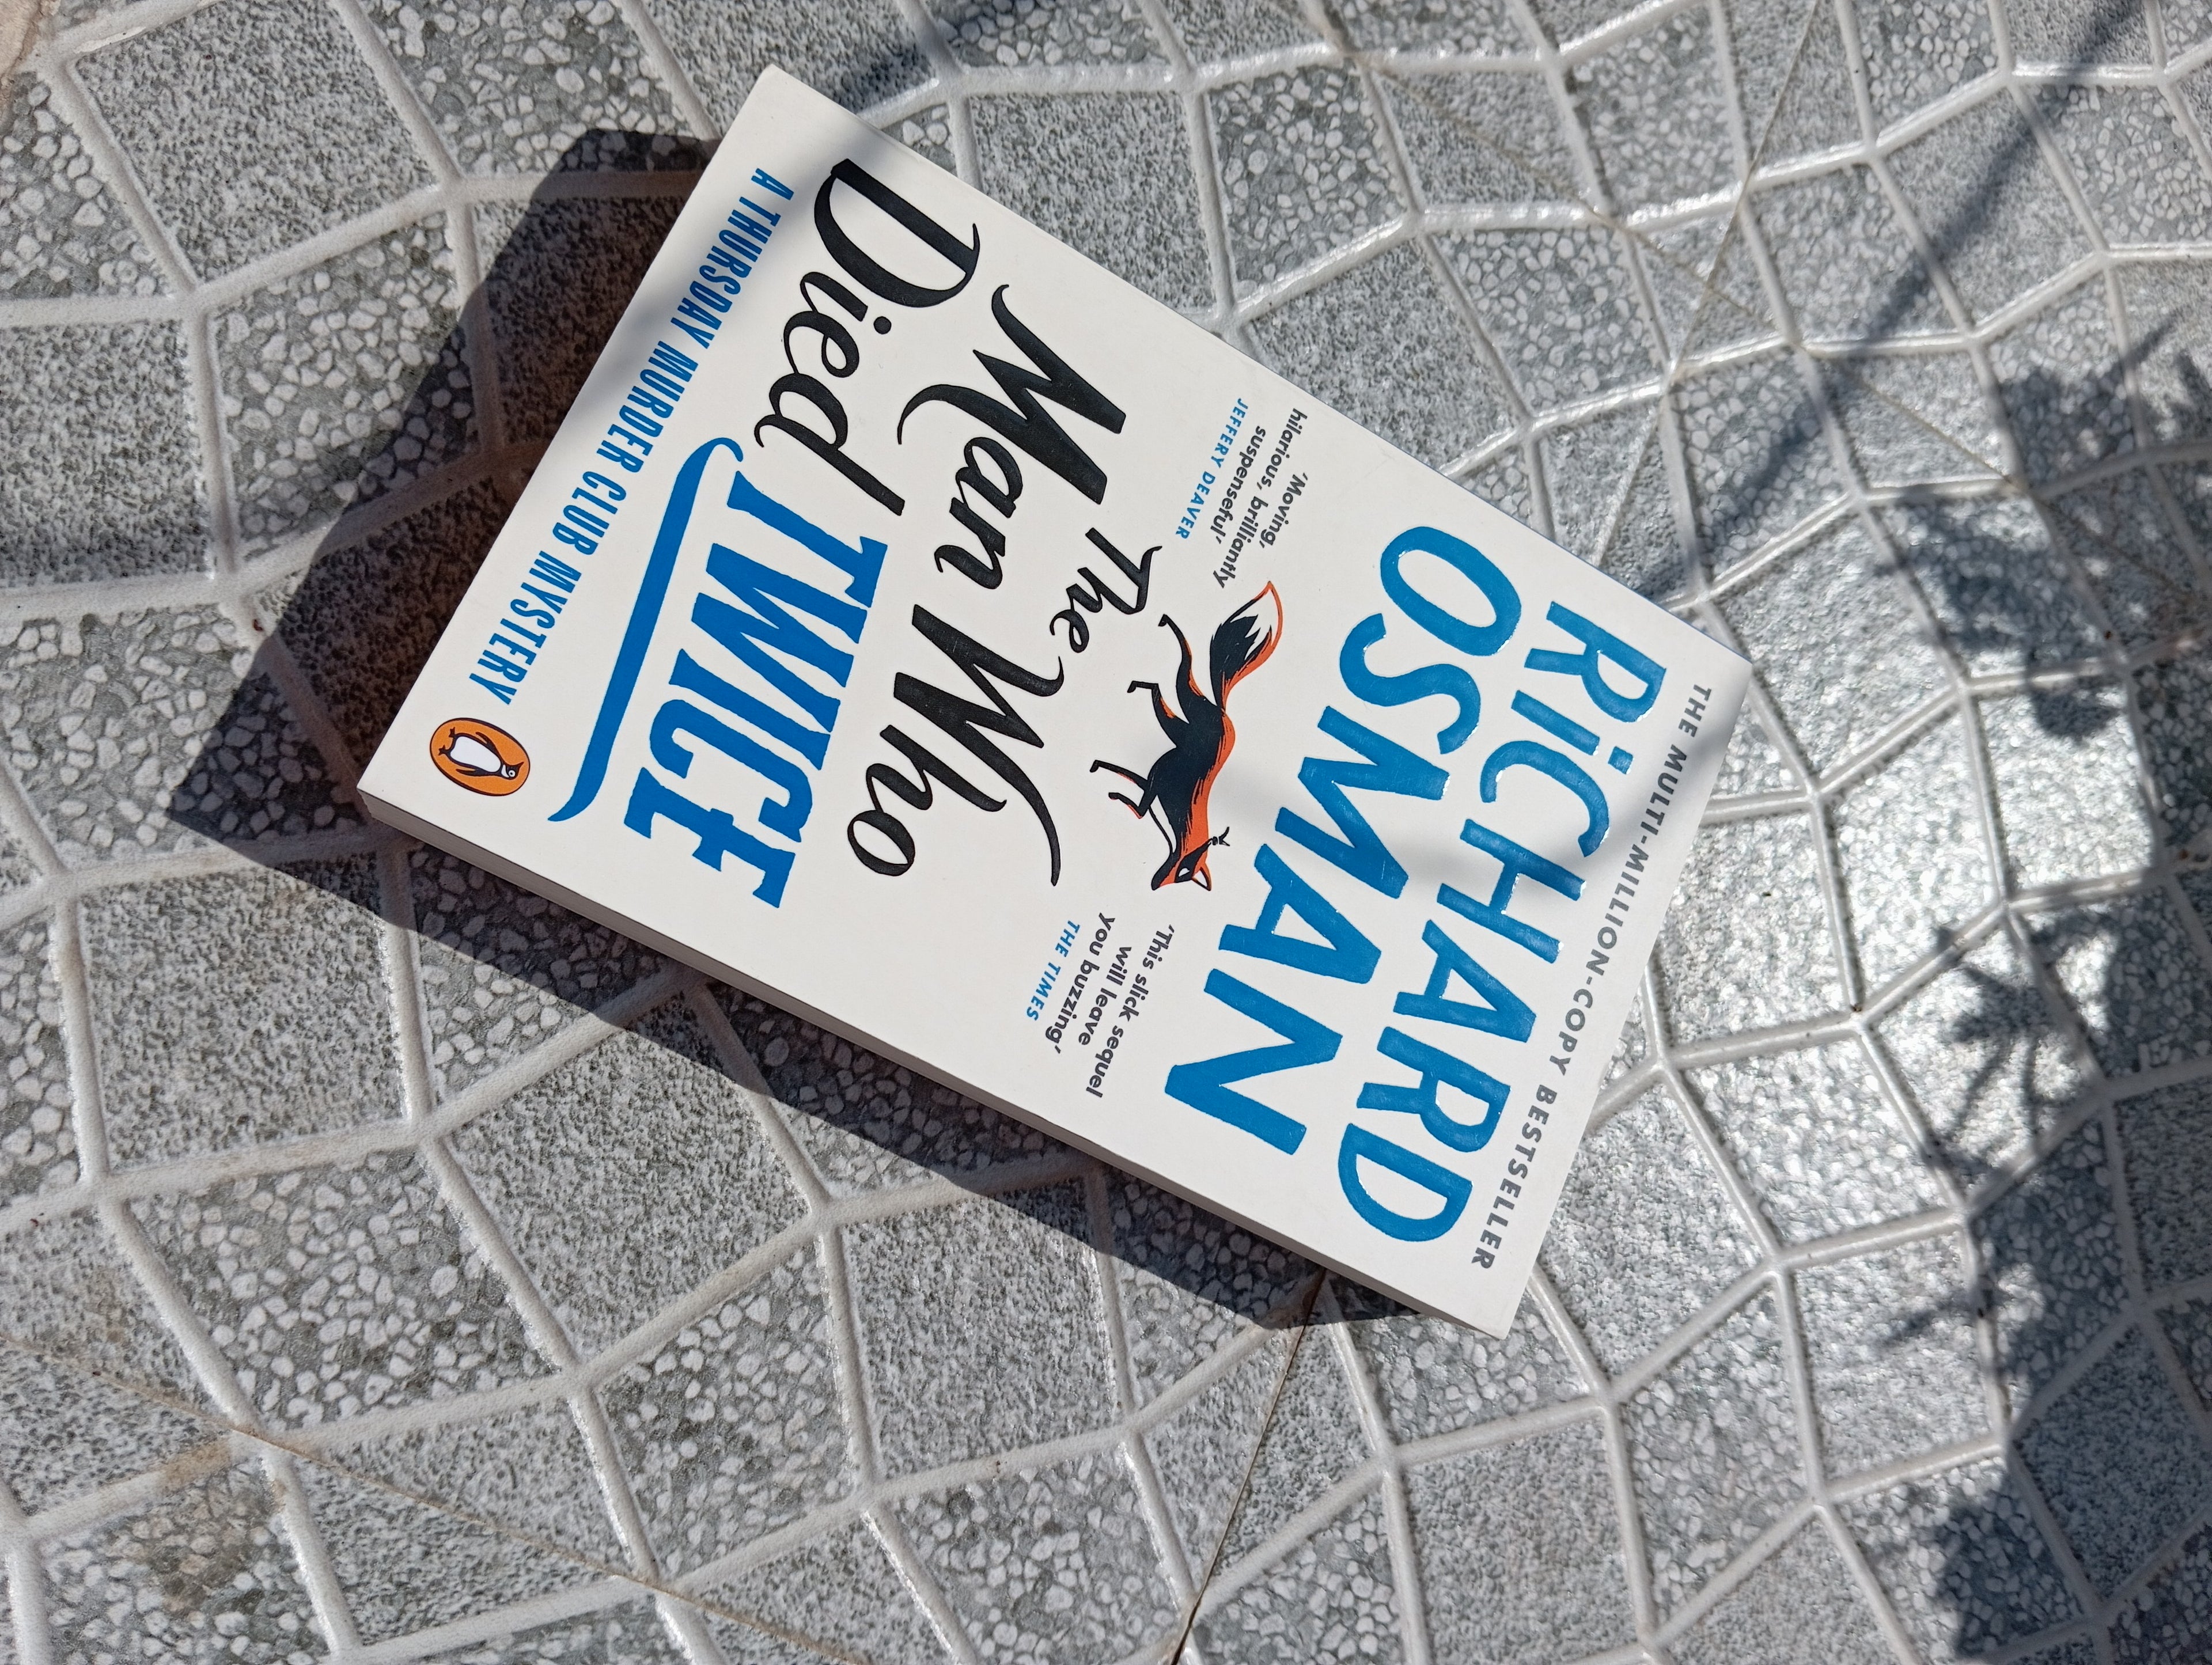 THE MULTI-MILLION-COPY BESTSELLER
RiCHARD
OSMAN
'Moving,
hilarious, brilliantly
suspenseful'
JEFFERY DEAVER
'This slick sequel
will leave
you buzzing'
THE TIMES
The
Man Who
Died TWICE
A THURSDAY MURDER CLUB MYSTERY